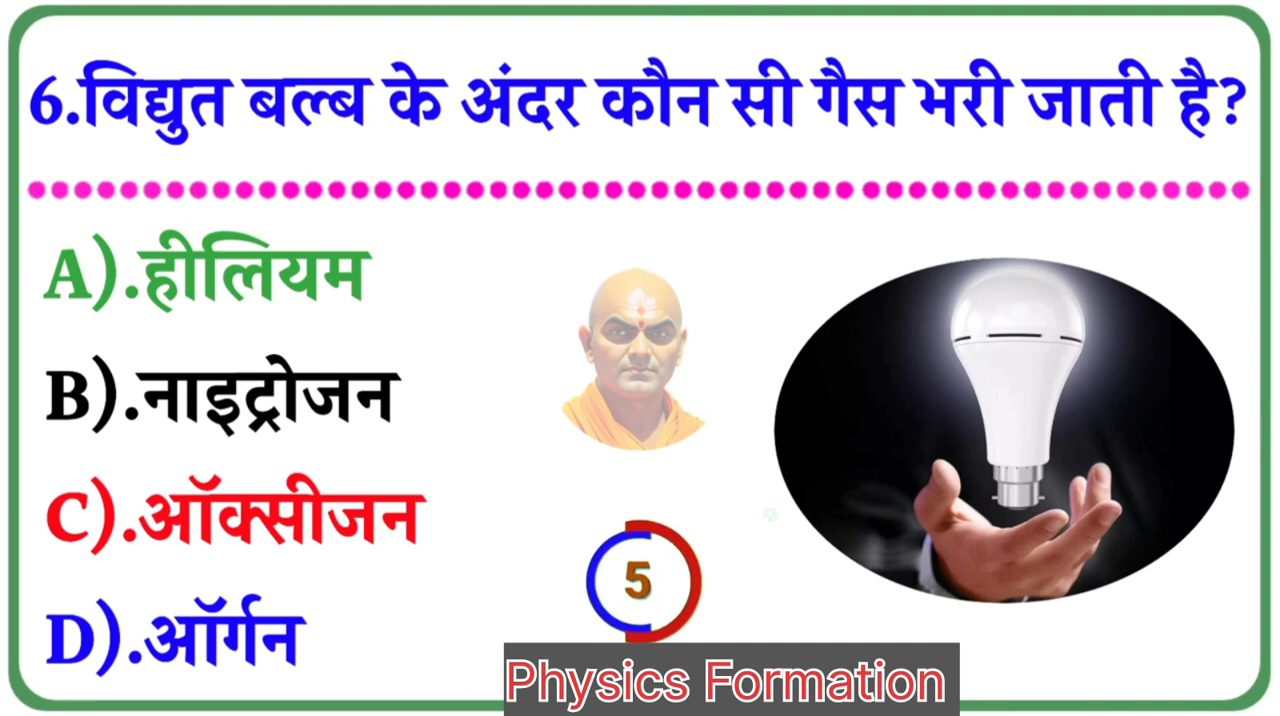 6.विद्युत बल्ब के अंदर कौन सी गैस भरी जाती है?
A).हीलियम
B).नाइट्रोजन
C).ऑक्सीजन
D).ऑर्गन
5
Physics Formation